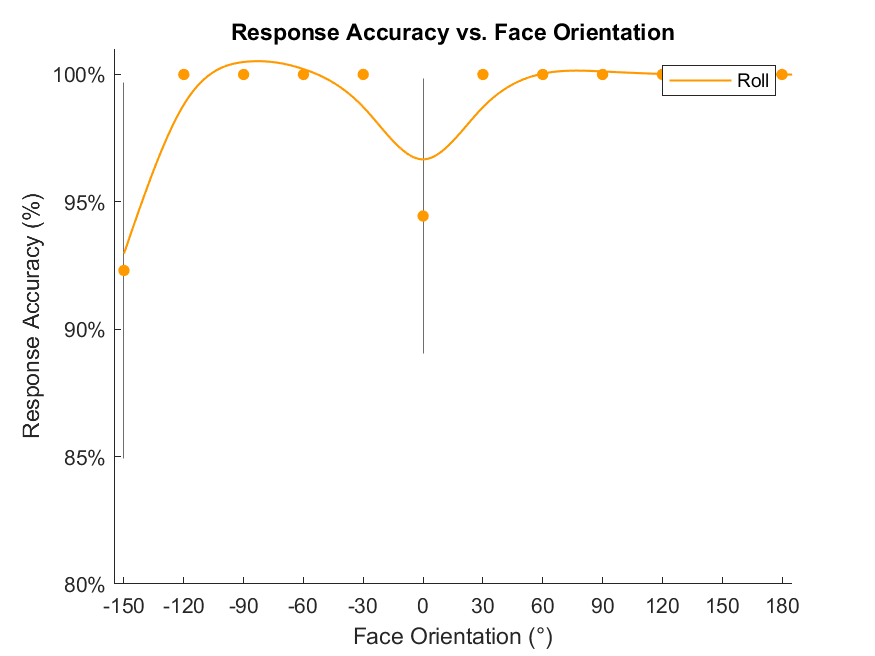 Response Accuracy vs. Face Orientation
Roll
Response Accuracy (%)
100%
95%
90%
85%
80%
-150 -120 -90 -60 -30 0 30 60 90 120 150 180
Face Orientation (°)